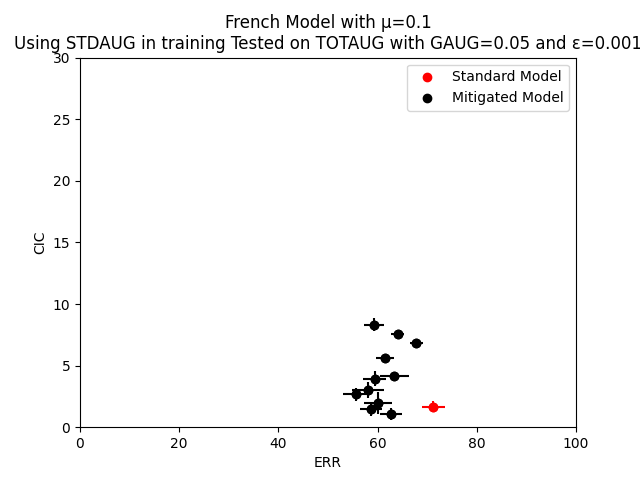 French Model with μ=0.1
Using STDAUG in training Tested on TOTAUG with GAUG=0.05 and ε=0.001
Standard Model
Mitigated Model
30
25
20
15
10
5
0
CIC
0 20 40 60 80 100
ERR